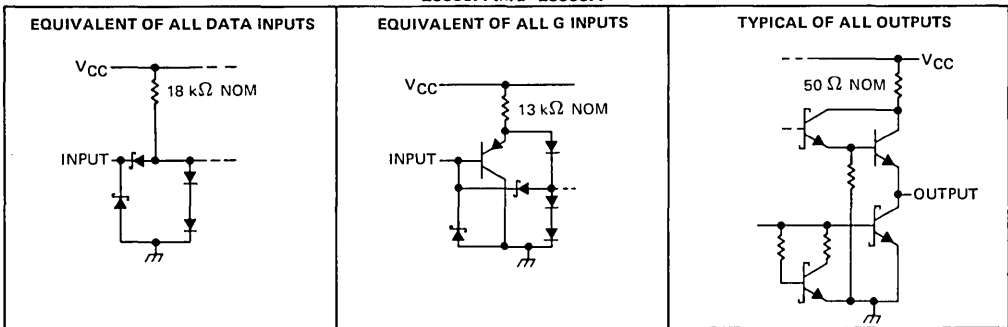 EQUIVALENT OF ALL DATA INPUTS
VCC
18 kΩ NOM
INPUT
EQUIVALENT OF ALL G INPUTS
VCC
13 kΩ NOM
INPUT
TYPICAL OF ALL OUTPUTS
VCC
50 Ω NOM
OUTPUT